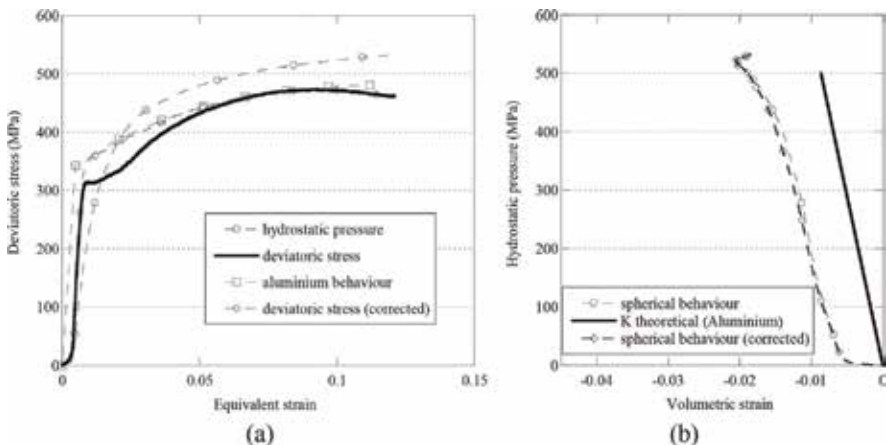 600
500
400
300
200
100
0
Deviatoric stress (MPa)
hydrostatic pressure
deviatoric stress
aluminium behaviour
deviatoric stress (corrected)
0
0.05
0.1
0.15
Equivalent strain
(a)
600
500
400
300
200
100
0
Hydrostatic pressure (MPa)
spherical behaviour
K theoretical (Aluminium)
spherical behaviour (corrected)
-0.04
-0.03
-0.02
-0.01
0
Volumetric strain
(b)